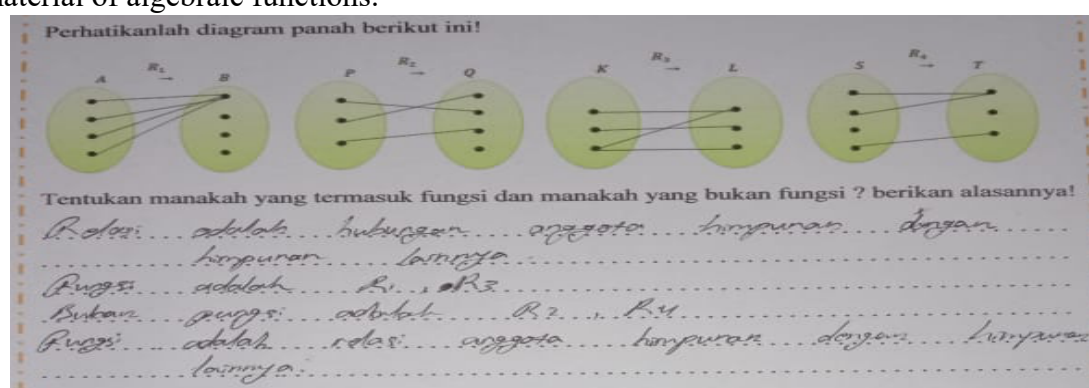 material of algebraic functions.
Perhatikanlah diagram panah berikut ini!
A R₁ → B P R₂ → Q K R₃ → L S R₄ → T
Tentukan manakah yang termasuk fungsi dan manakah yang bukan fungsi ? berikan alasannya!
Relasi adalah hubungan anggota himpunan dengan
himpunan lainnya
Fungsi adalah R₁, R₃
Bukan fungsi adalah R2, R4
Fungsi adalah relasi anggota himpunan dengan himpunan
lainnya.